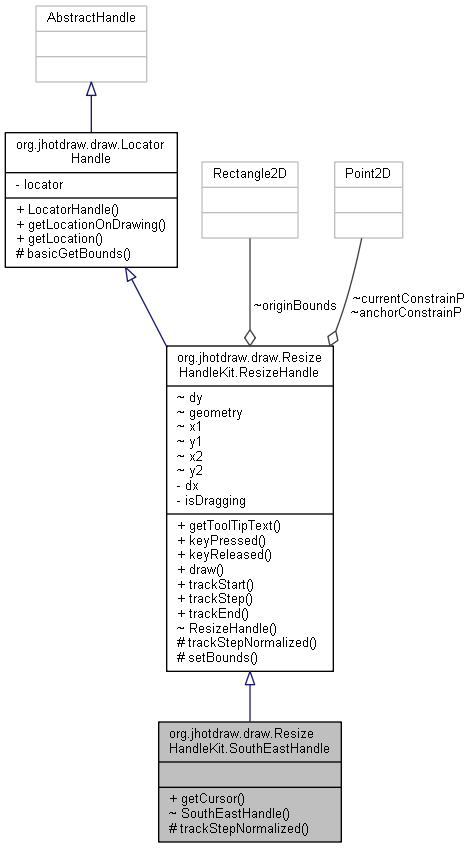 AbstractHandle
org.jhotdraw.draw.Locator
Handle
- locator
+ LocatorHandle()
+ getLocationOnDrawing()
+ getLocation()
# basicGetBounds()
Rectangle2D
Point2D
~originBounds
~currentConstrainP
~anchorConstrainP
org.jhotdraw.draw.Resize
HandleKit.ResizeHandle
~ dy
~ geometry
~ x1
~ y1
~ x2
~ y2
- dx
- isDragging
+ getToolTipText()
+ keyPressed()
+ keyReleased()
+ draw()
+ trackStart()
+ trackStep()
+ trackEnd()
~ ResizeHandle()
# trackStepNormalized()
# setBounds()
org.jhotdraw.draw.Resize
HandleKit.SouthEastHandle
+ getCursor()
~ SouthEastHandle()
# trackStepNormalized()